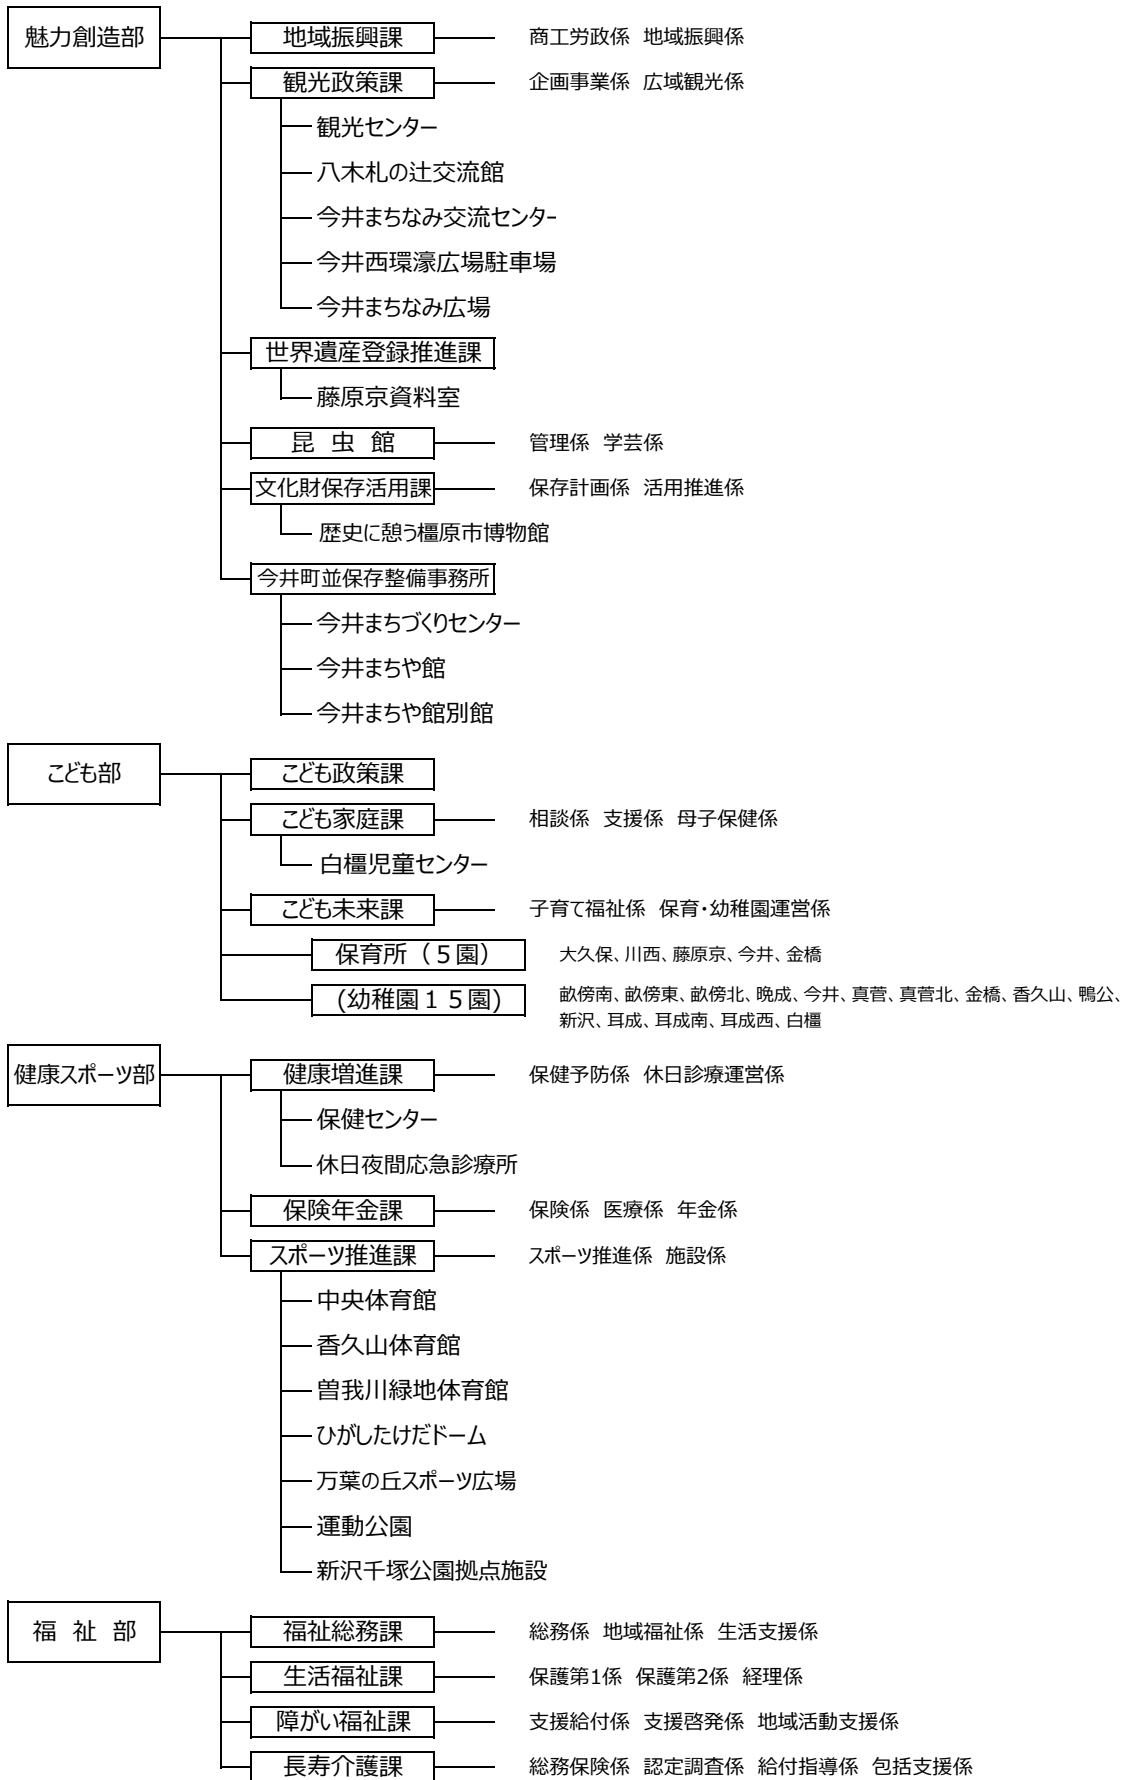 魅力創造部 地域振興課 商工労政係 地域振興係
観光政策課 企画事業係 広域観光係
観光センター
八木札の辻交流館
今井まちなみ交流センター
今井西環濠広場駐車場
今井まちなみ広場
世界遺産登録推進課
藤原京資料室
昆 虫 館 管理係 学芸係
文化財保存活用課 保存計画係 活用推進係
歴史に憩う橿原市博物館
今井町並保存整備事務所
今井まちづくりセンター
今井まちや館
今井まちや館別館
こども部 こども政策課
こども家庭課 相談係 支援係 母子保健係
白橿児童センター
こども未来課 子育て福祉係 保育・幼稚園運営係
保育所（５園） 大久保、川西、藤原京、今井、金橋
(幼稚園１５園) 畝傍南、畝傍東、畝傍北、晩成、今井、真菅、真菅北、金橋、香久山、鴨公、
新沢、耳成、耳成南、耳成西、白橿
健康スポーツ部 健康増進課 保健予防係 休日診療運営係
保健センター
休日夜間応急診療所
保険年金課 保険係 医療係 年金係
スポーツ推進課 スポーツ推進係 施設係
中央体育館
香久山体育館
曽我川緑地体育館
ひがしたけだドーム
万葉の丘スポーツ広場
運動公園
新沢千塚公園拠点施設
福 祉 部 福祉総務課 総務係 地域福祉係 生活支援係
生活福祉課 保護第1係 保護第2係 経理係
障がい福祉課 支援給付係 支援啓発係 地域活動支援係
長寿介護課 総務保険係 認定調査係 給付指導係 包括支援係